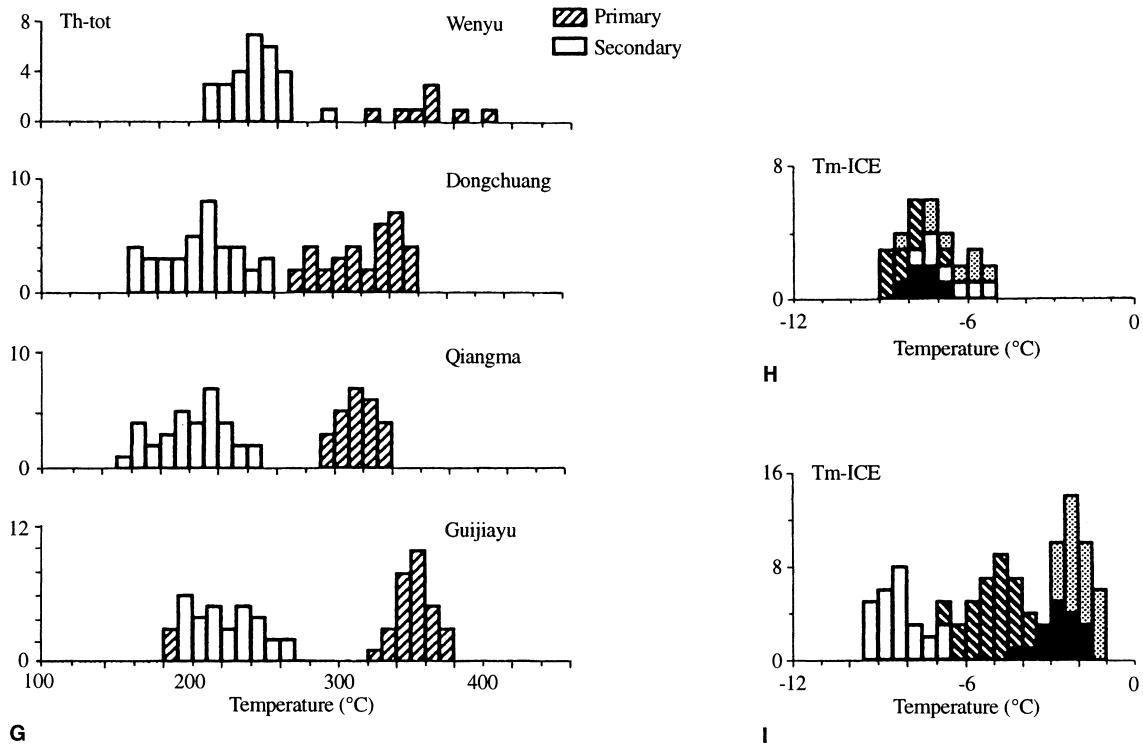 Th-tot
Wenyu
Primary
Secondary
8
4
0
Dongchuang
10
0
Qiangma
10
0
Guijiayu
12
0
100 200 300 400
Temperature (°C)
G
Tm-ICE
8
0
-12 -6 0
Temperature (°C)
H
Tm-ICE
16
8
0
-12 -6 0
Temperature (°C)
I